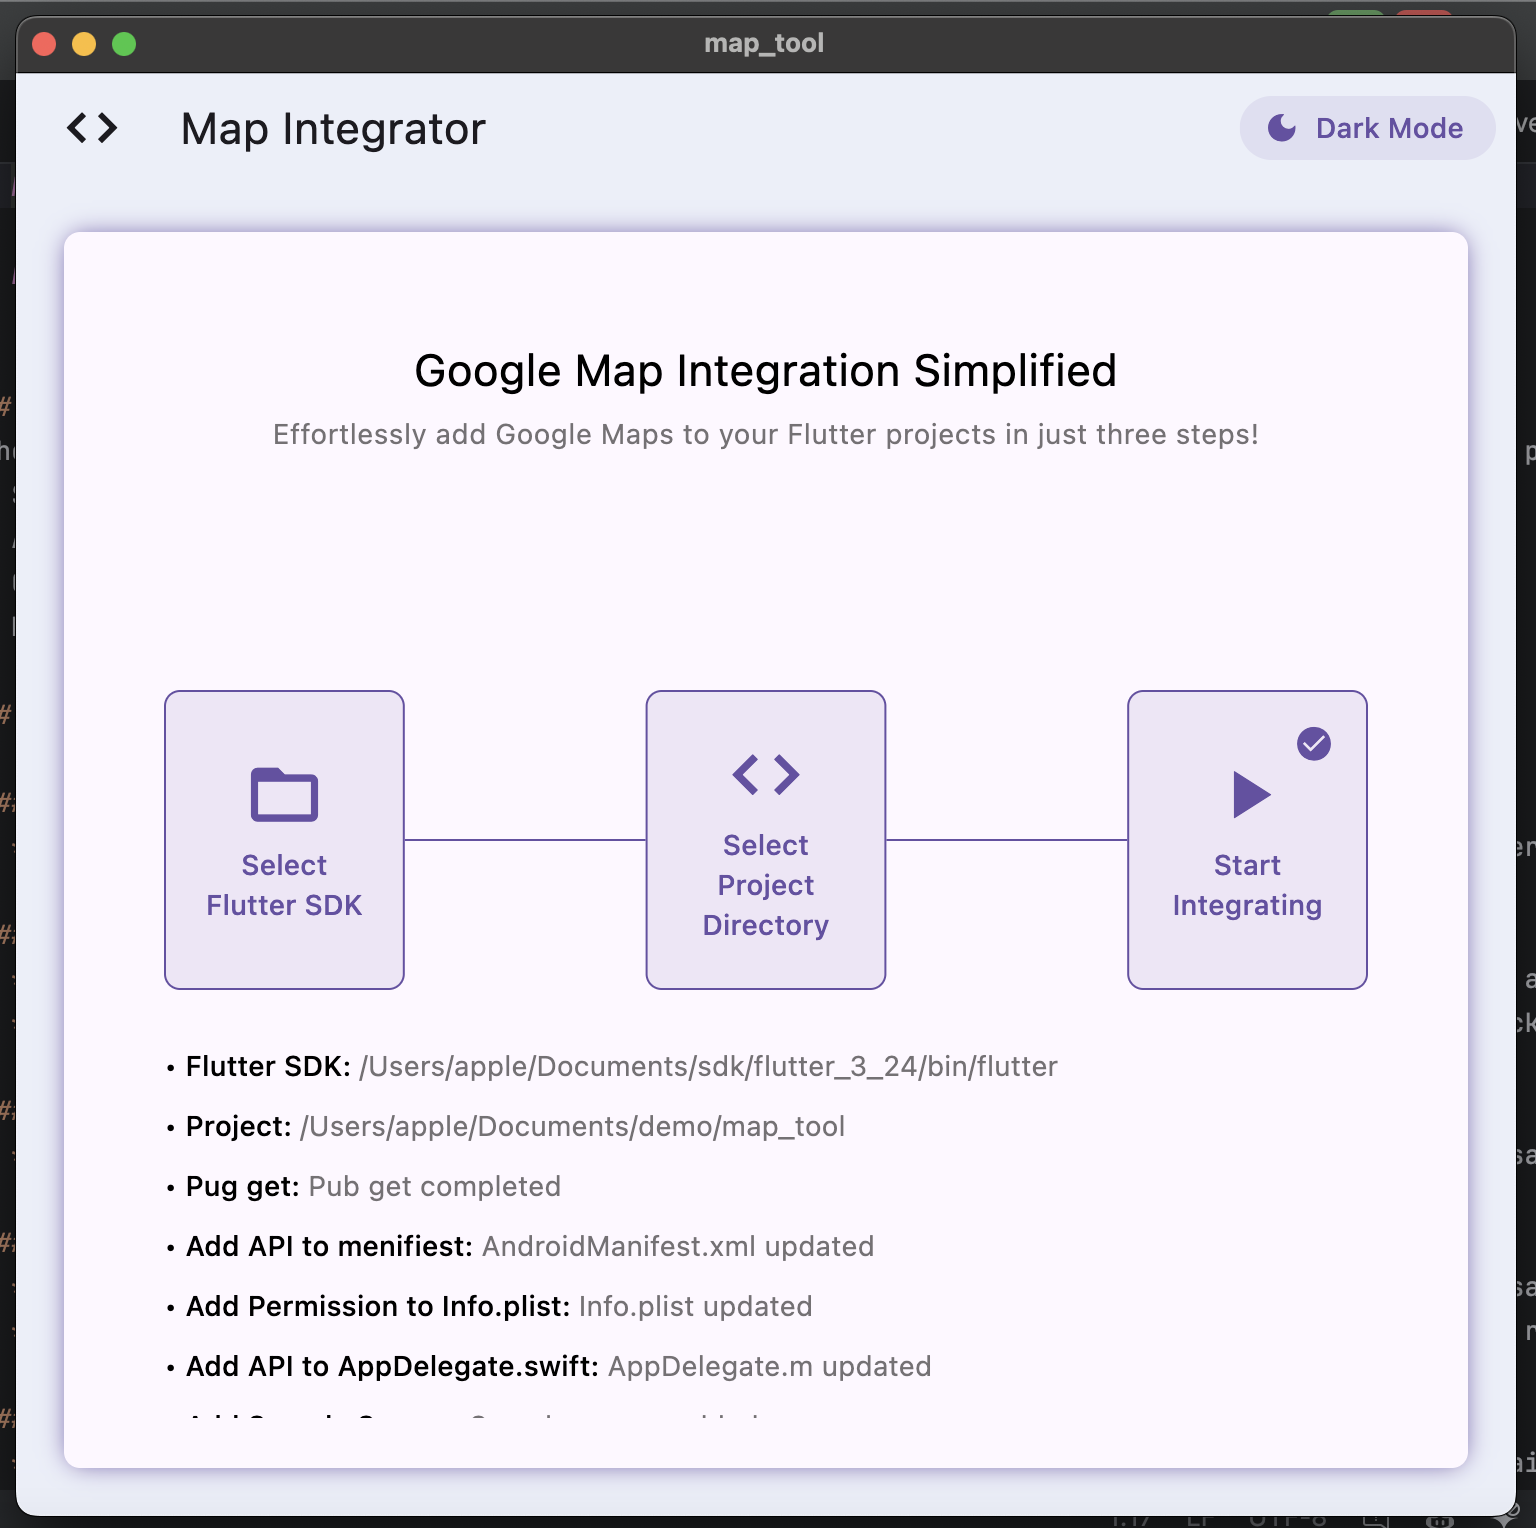 map_tool
<> Map Integrator
Dark Mode
Google Map Integration Simplified
Effortlessly add Google Maps to your Flutter projects in just three steps!
Select
Flutter SDK
Select
Project
Directory
Start
Integrating
• Flutter SDK: /Users/apple/Documents/sdk/flutter_3_24/bin/flutter
• Project: /Users/apple/Documents/demo/map_tool
• Pug get: Pub get completed
• Add API to menifiest: AndroidManifest.xml updated
• Add Permission to Info.plist: Info.plist updated
• Add API to AppDelegate.swift: AppDelegate.m updated